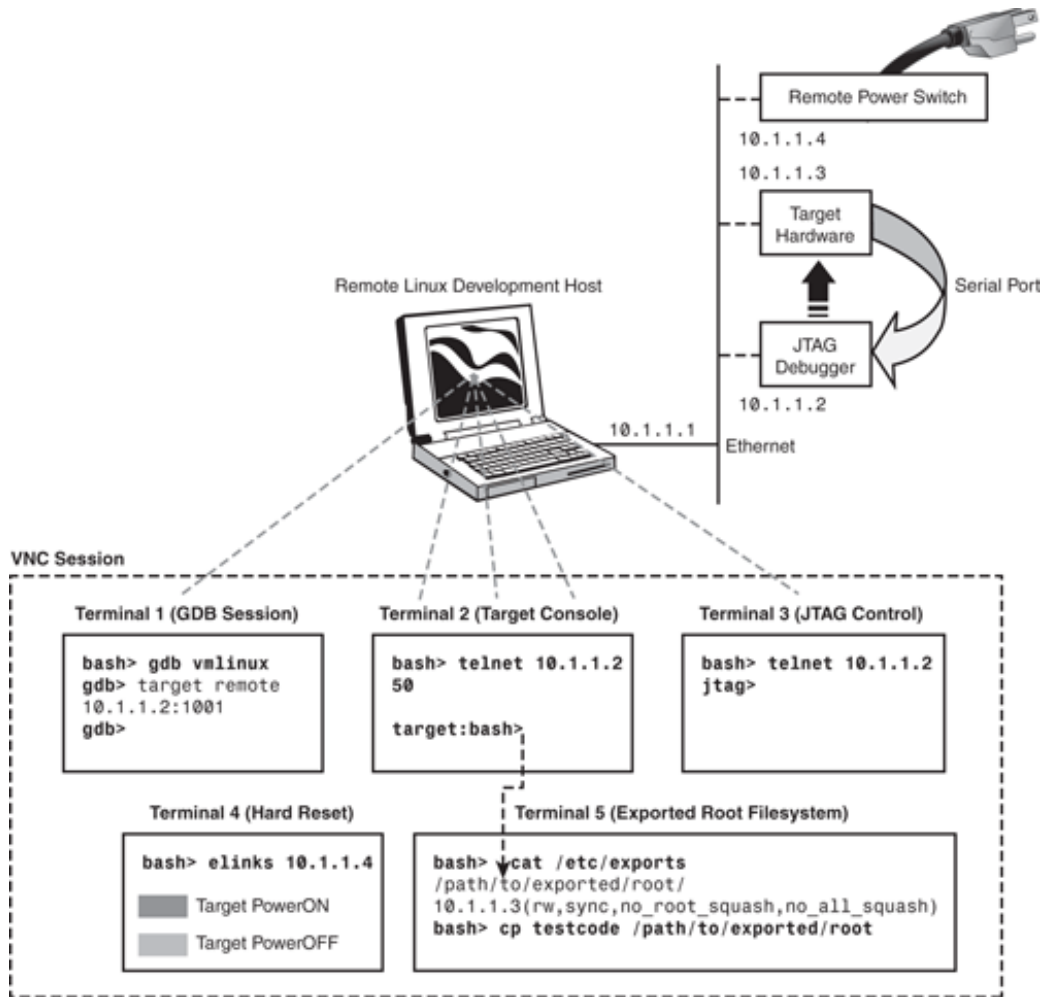 Remote Power Switch
10.1.1.4
10.1.1.3
Target
Hardware
Remote Linux Development Host
Serial Port
JTAG
Debugger
10.1.1.2
10.1.1.1
Ethernet
VNC Session
Terminal 1 (GDB Session)
bash> gdb vmlinux
gdb> target remote
10.1.1.2:1001
gdb>
Terminal 2 (Target Console)
bash> telnet 10.1.1.2
50
target:bash>
Terminal 3 (JTAG Control)
bash> telnet 10.1.1.2
jtag>
Terminal 4 (Hard Reset)
bash> elinks 10.1.1.4
Target PowerON
Target PowerOFF
Terminal 5 (Exported Root Filesystem)
bash> cat /etc/exports
/path/to/exported/root/
10.1.1.3(rw,sync,no_root_squash,no_all_squash)
bash> cp testcode /path/to/exported/root